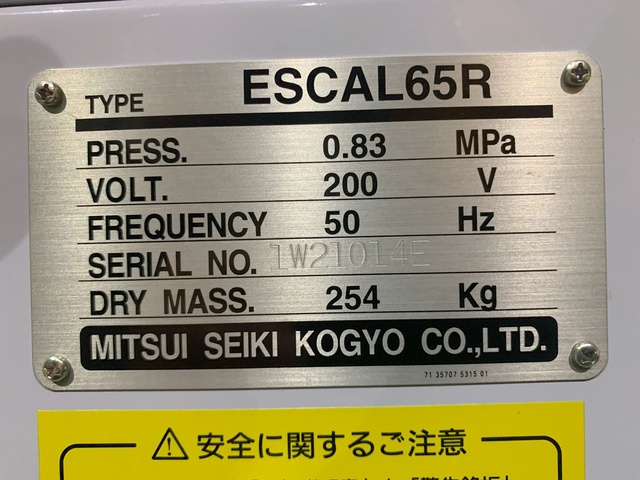 TYPE ESCAL65R
PRESS. 0.83 MPa
VOLT. 200 V
FREQUENCY 50 Hz
SERIAL NO. 1W21014E
DRY MASS. 254 Kg
MITSUI SEIKI KOGYO CO.,LTD.
71 35707 5315 01
⚠安全に関するご注意